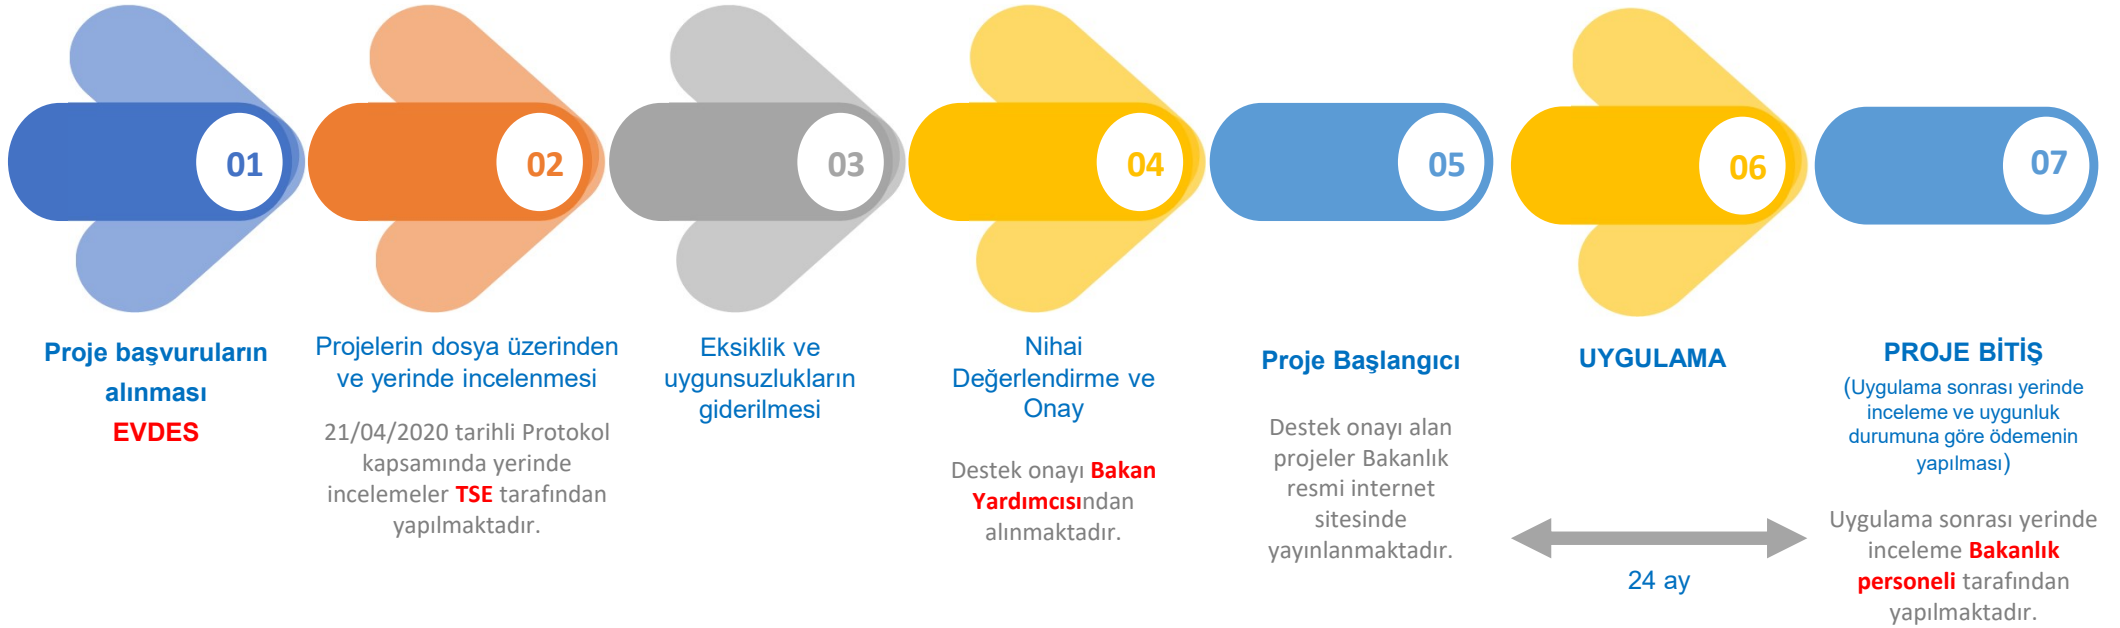 01
Proje başvuruların
alınması
EVDES
02
Projelerin dosya üzerinden
ve yerinde incelenmesi
21/04/2020 tarihli Protokol
kapsamında yerinde
incelemeler TSE tarafından
yapılmaktadır.
03
Eksiklik ve
uygunsuzlukların
giderilmesi
04
Nihai
Değerlendirme ve
Onay
Destek onayı Bakan
Yardımcısından
alınmaktadır.
05
Proje Başlangıcı
Destek onayı alan
projeler Bakanlık
resmi internet
sitesinde
yayınlanmaktadır.
06
UYGULAMA
24 ay
07
PROJE BİTİŞ
(Uygulama sonrası yerinde
inceleme ve uygunluk
durumuna göre ödemenin
yapılması)
Uygulama sonrası yerinde
inceleme Bakanlık
personeli tarafından
yapılmaktadır.